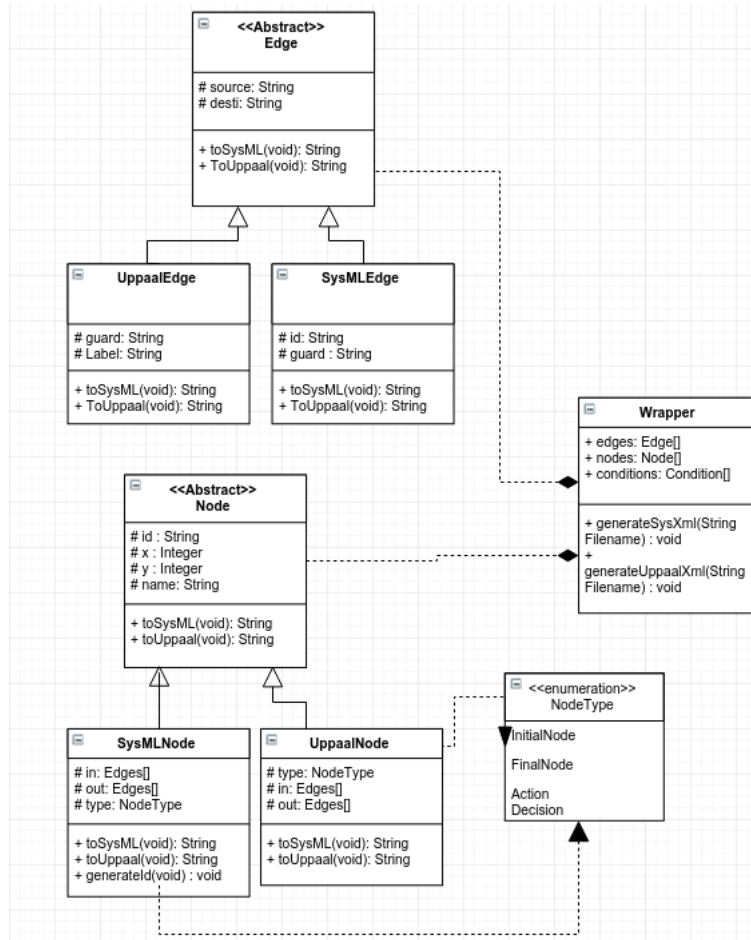 <<Abstract>>
Edge
# source: String
# desti: String
+ toSysML(void): String
+ ToUppaal(void): String
UppaalEdge
# guard: String
# Label: String
+ toSysML(void): String
+ ToUppaal(void): String
SysMLEdge
# id: String
# guard : String
+ toSysML(void): String
+ ToUppaal(void): String
Wrapper
+ edges: Edge[]
+ nodes: Node[]
+ conditions: Condition[]
+ generateSysXml(String
Filename) : void
+
generateUppaalXml(String
Filename) : void
<<Abstract>>
Node
# id : String
# x : Integer
# y : Integer
# name: String
+ toSysML(void): String
+ toUppaal(void): String
SysMLNode
# in: Edges[]
# out: Edges[]
# type: NodeType
+ toSysML(void): String
+ toUppaal(void): String
+ generateId(void) : void
UppaalNode
# type: NodeType
# in: Edges[]
# out: Edges[]
+ toSysML(void): String
+ toUppaal(void): String
<<enumeration>>
NodeType
InitialNode
FinalNode
Action
Decision